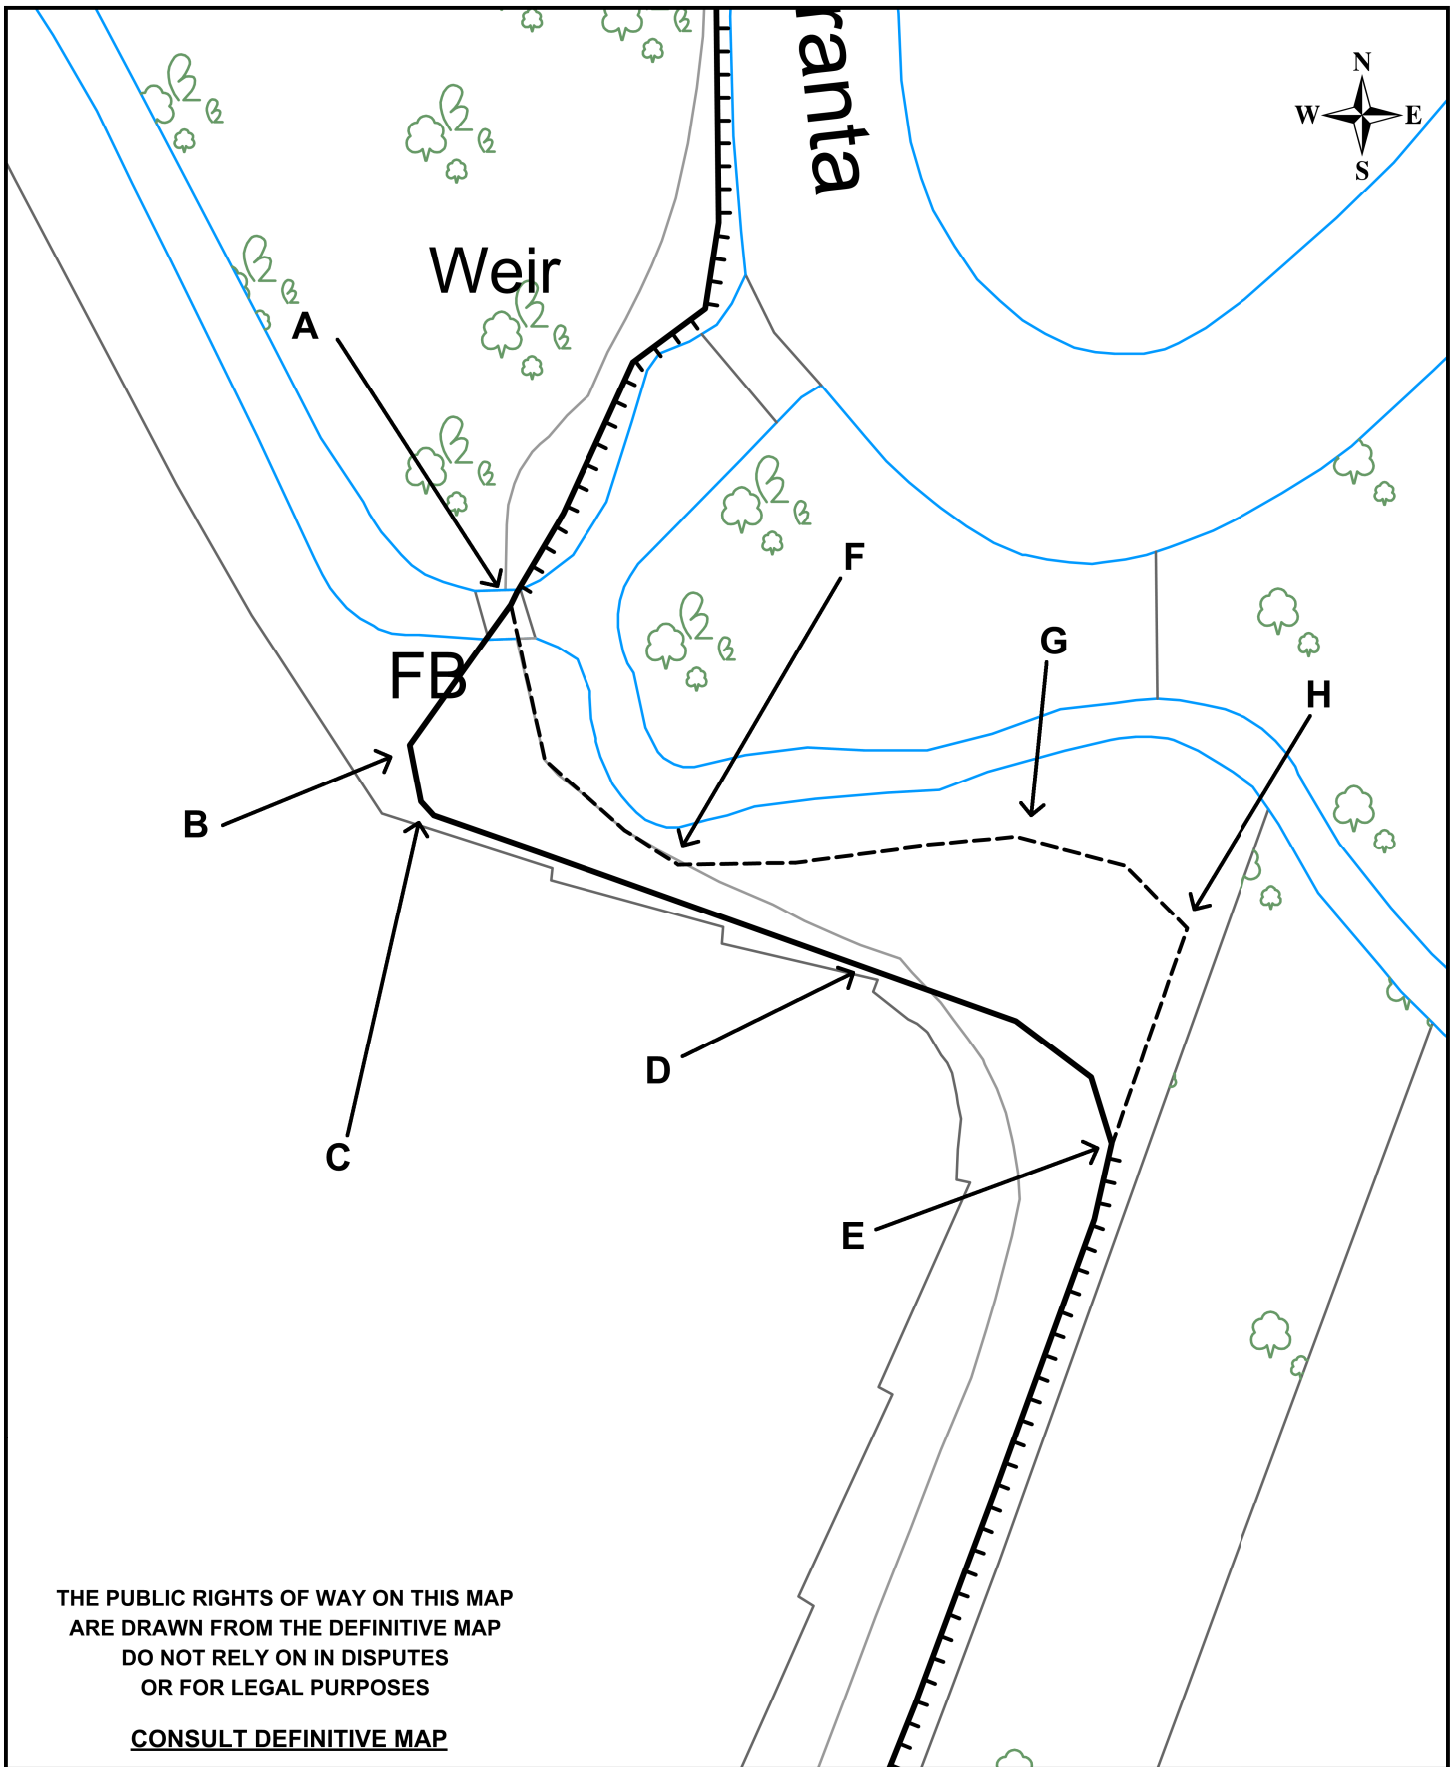 ranta
N
W E
S
Weir
A
F
G
H
FB
B
D
C
E
THE PUBLIC RIGHTS OF WAY ON THIS MAP
ARE DRAWN FROM THE DEFINITIVE MAP
DO NOT RELY ON IN DISPUTES
OR FOR LEGAL PURPOSES
CONSULT DEFINITIVE MAP